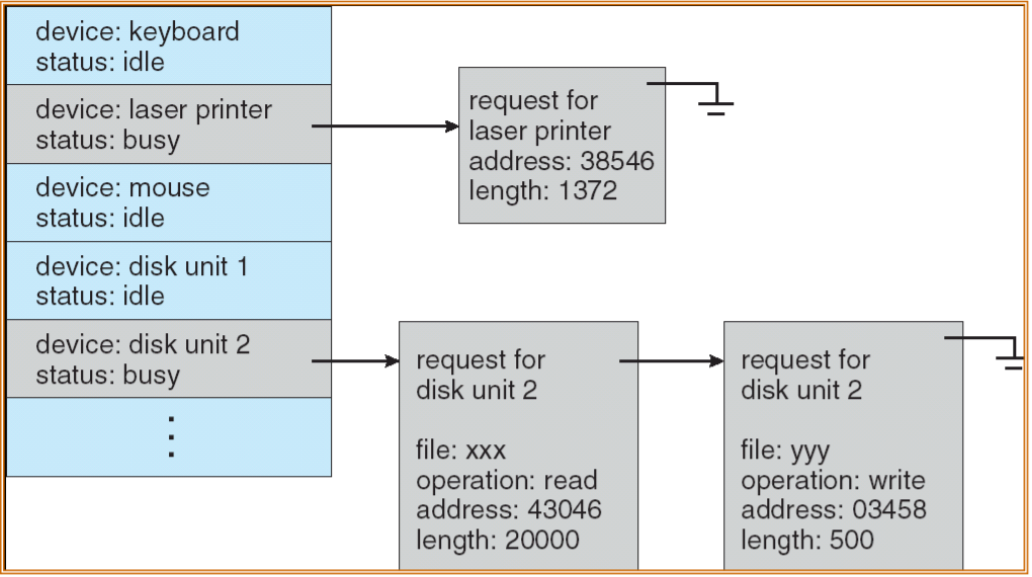 device: keyboard
status: idle
device: laser printer
status: busy
device: mouse
status: idle
device: disk unit 1
status: idle
device: disk unit 2
status: busy
request for
laser printer
address: 38546
length: 1372
request for
disk unit 2
file: xxx
operation: read
address: 43046
length: 20000
request for
disk unit 2
file: yyy
operation: write
address: 03458
length: 500